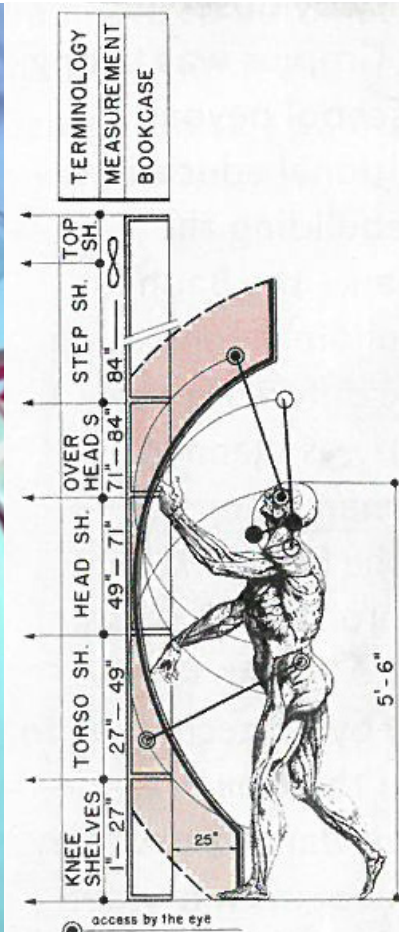 TERMINOLOGY
MEASUREMENT
BOOKCASE
TOP
SH.
STEP SH.
84" — ∞
OVER
HEAD S
71" — 84"
HEAD SH.
49" — 71"
TORSO SH.
27" — 49"
KNEE
SHELVES
1" — 27"
25"
5'-6"
access by the eye